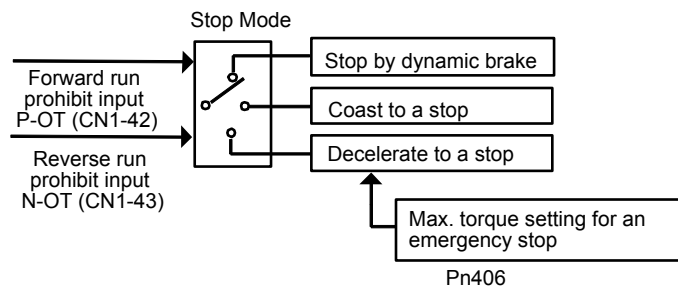 Stop Mode
Forward run
prohibit input
P-OT (CN1-42)
Reverse run
prohibit input
N-OT (CN1-43)
Stop by dynamic brake
Coast to a stop
Decelerate to a stop
Max. torque setting for an
emergency stop
Pn406